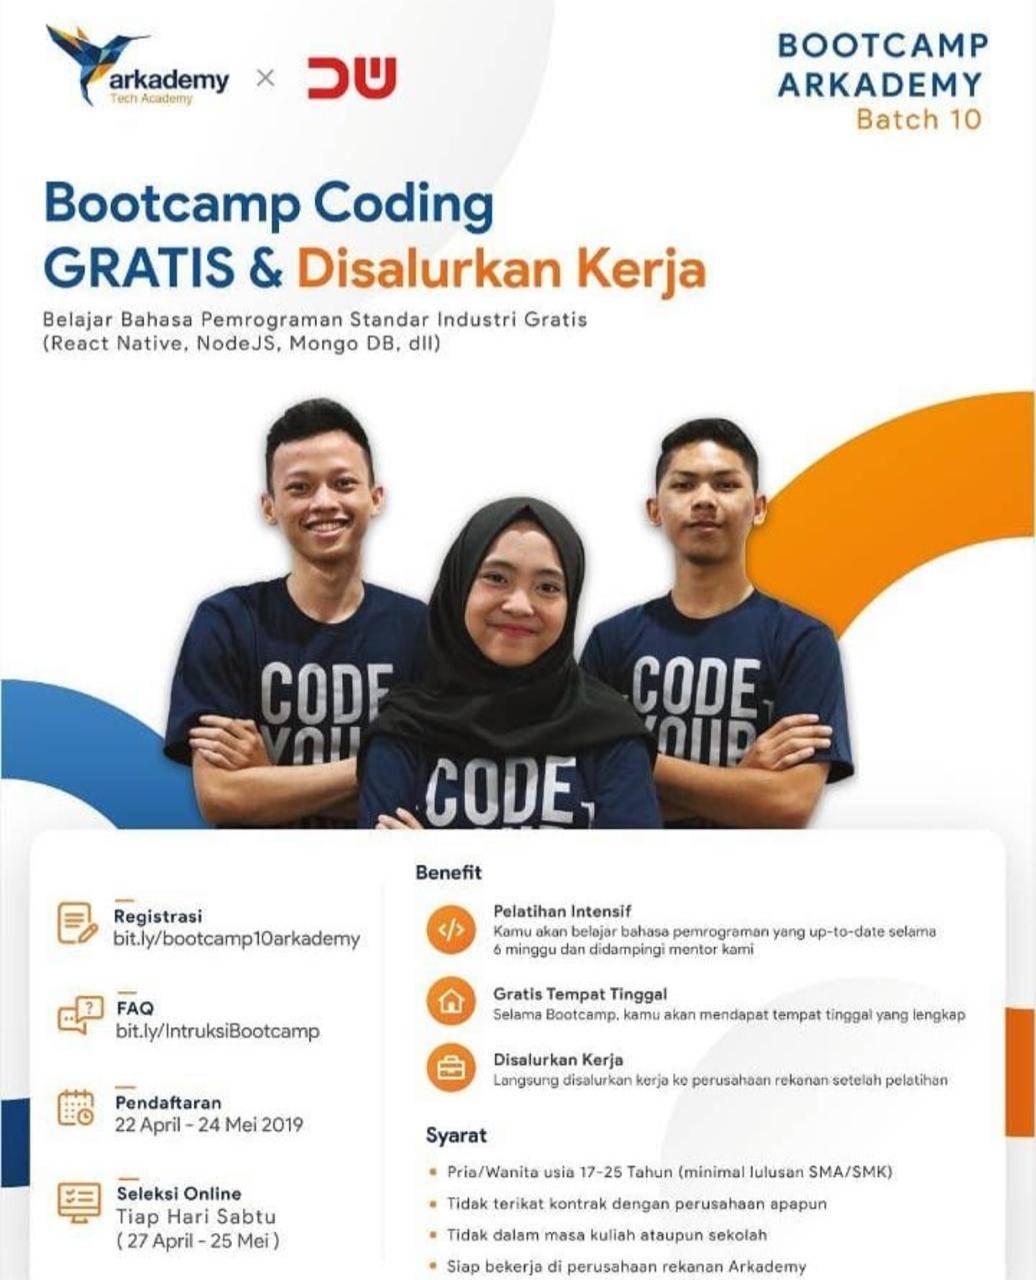 arkademy
Tech Academy
×
BOOTCAMP
ARKADEMY
Batch 10
Bootcamp Coding
GRATIS & Disalurkan Kerja
Belajar Bahasa Pemrograman Standar Industri Gratis
(React Native, NodeJS, Mongo DB, dll)
CODE
YOU
CODE
YOUR
CODE
Registrasi
bit.ly/bootcamp10arkademy
FAQ
bit.ly/IntruksiBootcamp
Pendaftaran
22 April - 24 Mei 2019
Seleksi Online
Tiap Hari Sabtu
( 27 April - 25 Mei )
Benefit
Pelatihan Intensif
Kamu akan belajar bahasa pemrograman yang up-to-date selama
6 minggu dan didampingi mentor kami
Gratis Tempat Tinggal
Selama Bootcamp, kamu akan mendapat tempat tinggal yang lengkap
Disalurkan Kerja
Langsung disalurkan kerja ke perusahaan rekanan setelah pelatihan
Syarat
• Pria/Wanita usia 17-25 Tahun (minimal lulusan SMA/SMK)
• Tidak terikat kontrak dengan perusahaan apapun
• Tidak dalam masa kuliah ataupun sekolah
• Siap bekerja di perusahaan rekanan Arkademy